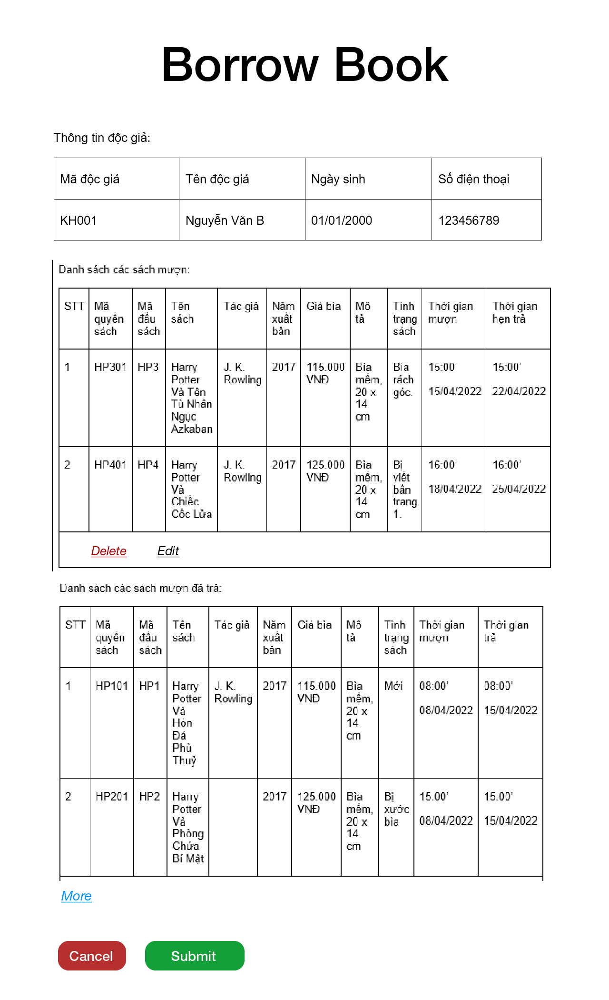 Borrow Book
Thông tin độc giả:
Mã độc giả Tên độc giả Ngày sinh Số điện thoại
KH001 Nguyễn Văn B 01/01/2000 123456789
Danh sách các sách mượn:
STT Mã quyển sách Mã đầu sách Tên sách Tác giả Năm xuất bản Giá bìa Mô tả Tình trạng sách Thời gian mượn Thời gian hẹn trả
1 HP301 HP3 Harry Potter Và Tên Tù Nhân Ngục Azkaban J. K. Rowling 2017 115.000 VNĐ Bìa mềm, 20 x 14 cm Bìa rách góc. 15:00' 15/04/2022 15:00' 22/04/2022
2 HP401 HP4 Harry Potter Và Chiếc Cốc Lửa J. K. Rowling 2017 125.000 VNĐ Bìa mềm, 20 x 14 cm Bị viết bẩn trang 1. 16:00' 18/04/2022 16:00' 25/04/2022
Delete Edit
Danh sách các sách mượn đã trả:
STT Mã quyển sách Mã đầu sách Tên sách Tác giả Năm xuất bản Giá bìa Mô tả Tình trạng sách Thời gian mượn Thời gian trả
1 HP101 HP1 Harry Potter Và Hòn Đá Phù Thuỷ J. K. Rowling 2017 115.000 VNĐ Bìa mềm, 20 x 14 cm Mới 08:00' 08/04/2022 08:00' 15/04/2022
2 HP201 HP2 Harry Potter Và Phòng Chứa Bí Mật 2017 125.000 VNĐ Bìa mềm, 20 x 14 cm Bị xước bìa 15:00' 08/04/2022 15:00' 15/04/2022
More
Cancel Submit